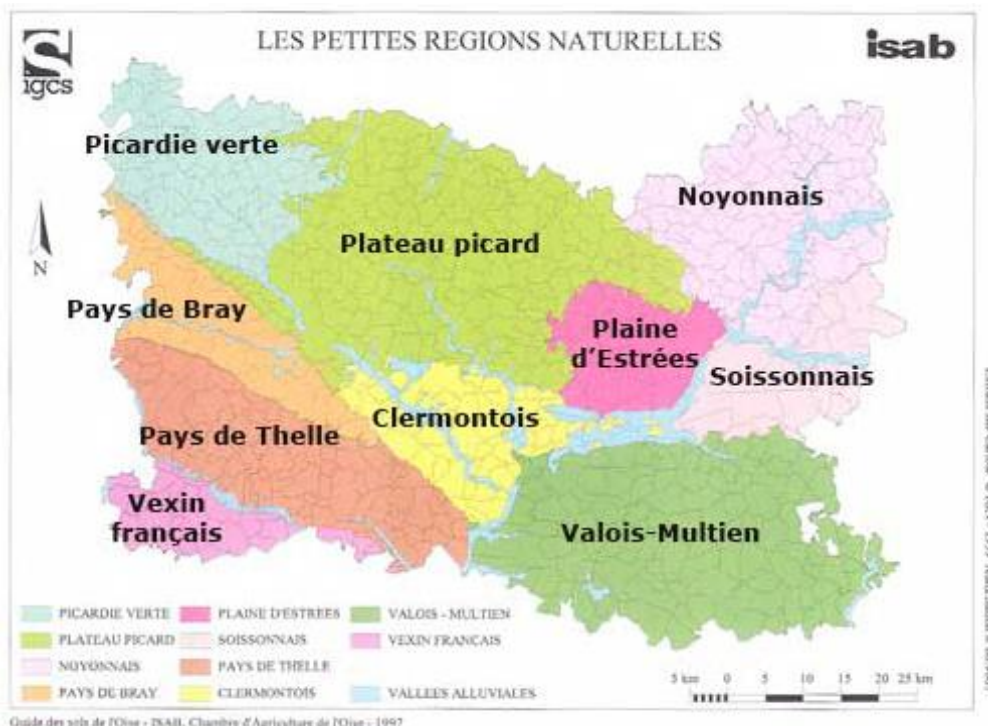 igcs
LES PETITES REGIONS NATURELLES
isab
Picardie verte
Noyonnais
Plateau picard
N
Pays de Bray
Plaine
d'Estrées
Soissonnais
Clermontois
Pays de Thelle
Vexin
français
Valois-Multien
PICARDIE VERTE
PLAINE D'ESTREES
VALOIS - MULTIEN
PLATEAU PICARD
SOISSONNAIS
VEXIN FRANÇAIS
NOYONNAIS
PAYS DE THELLE
PAYS DE BRAY
CLERMONTOIS
VALLEES ALLUVIALES
5 km 0 5 10 15 20 25 km
Guide des sols de l'Oise - ISAB, Chambre d'Agriculture de l'Oise - 1997